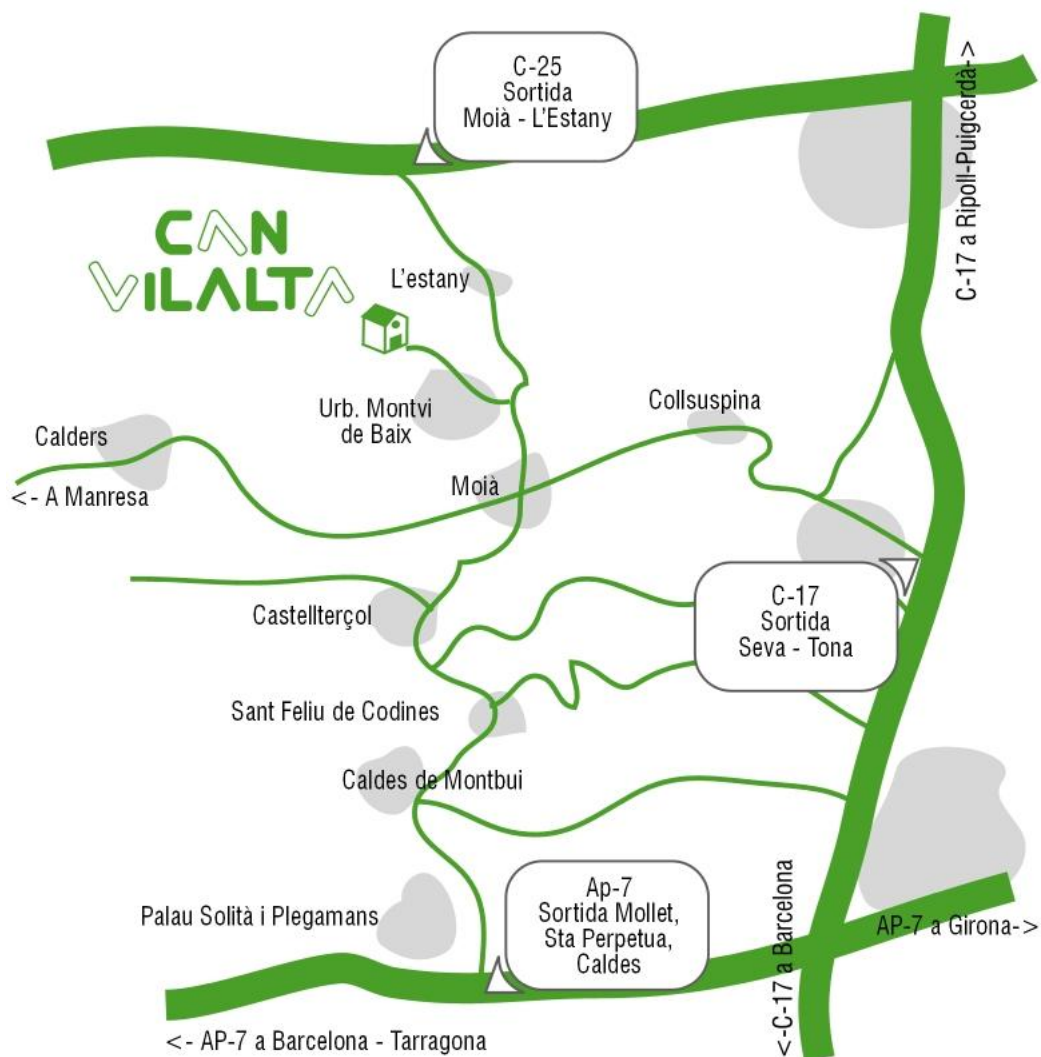 C-25
Sortida
Moià - L'Estany
C-17 a Ripoll-Puigcerdà->
CAN
VILALTA
L'estany
Urb. Montvi
de Baix
Collsuspina
Calders
<- A Manresa
Moià
Castellterçol
C-17
Sortida
Seva - Tona
Sant Feliu de Codines
Caldes de Montbui
Palau Solità i Plegamans
Ap-7
Sortida Mollet,
Sta Perpetua,
Caldes
<-C-17 a Barcelona
AP-7 a Girona->
<- AP-7 a Barcelona - Tarragona